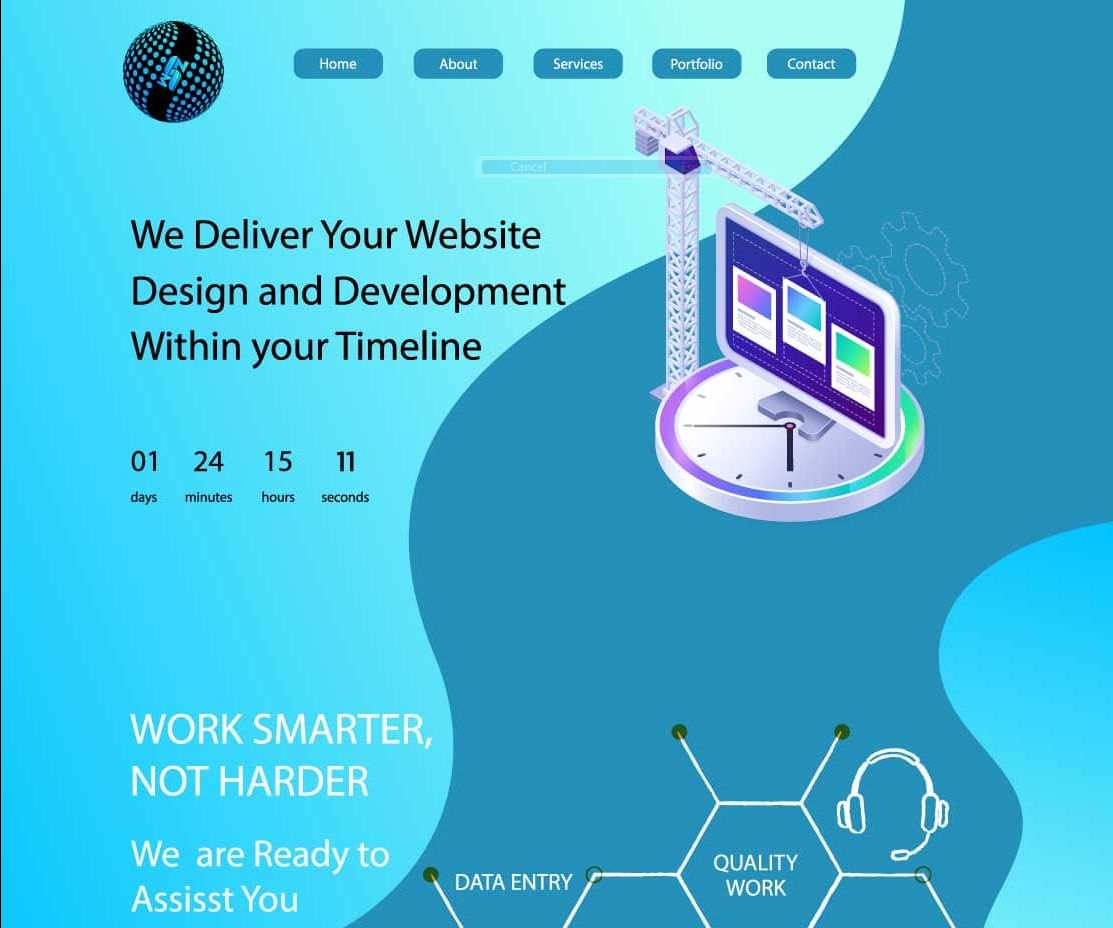 Home
About
Services
Portfolio
Contact
Cancel
We Deliver Your Website
Design and Development
Within your Timeline
01 24 15 11
days minutes hours seconds
WORK SMARTER,
NOT HARDER
We are Ready to
Assisst You
DATA ENTRY
QUALITY
WORK